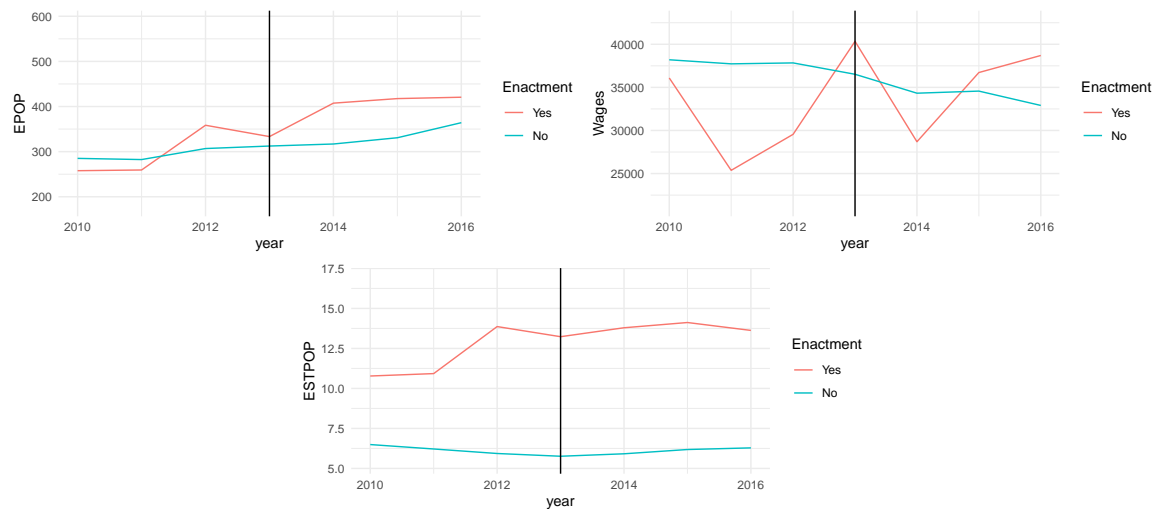 600
500
400
300
200
EPOP
2010
2012
2014
2016
year
Enactment
Yes
No
40000
35000
30000
25000
Wages
2010
2012
2014
2016
year
Enactment
Yes
No
17.5
15.0
12.5
10.0
7.5
5.0
ESTPOP
2010
2012
2014
2016
year
Enactment
Yes
No